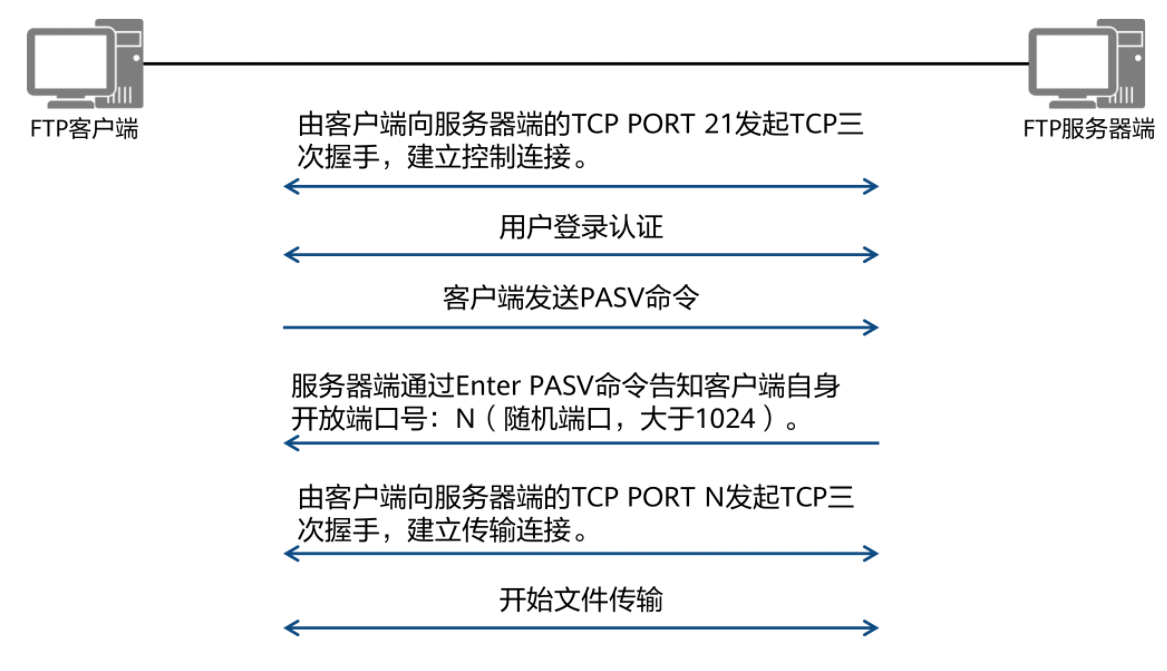 FTP客户端
FTP服务器端
由客户端向服务器端的TCP PORT 21发起TCP三
次握手，建立控制连接。
用户登录认证
客户端发送PASV命令
服务器端通过Enter PASV命令告知客户端自身
开放端口号：N（随机端口，大于1024）。
由客户端向服务器端的TCP PORT N发起TCP三
次握手，建立传输连接。
开始文件传输